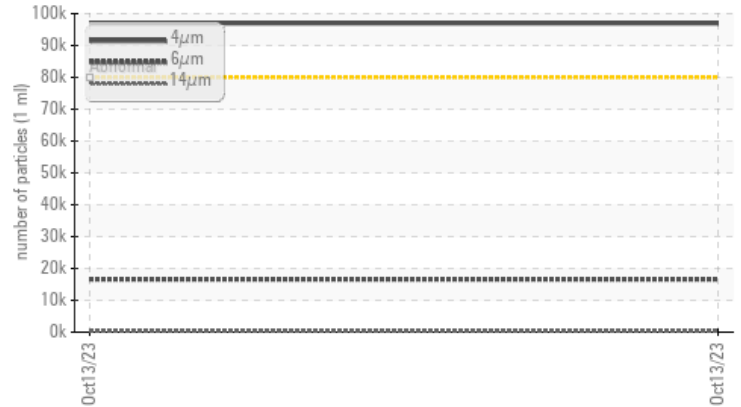 100k
90k
80k
70k
60k
50k
40k
30k
20k
10k
0k
number of particles (1 ml)
4μm
6μm
Abnormal
14μm
Oct13/23
Oct13/23